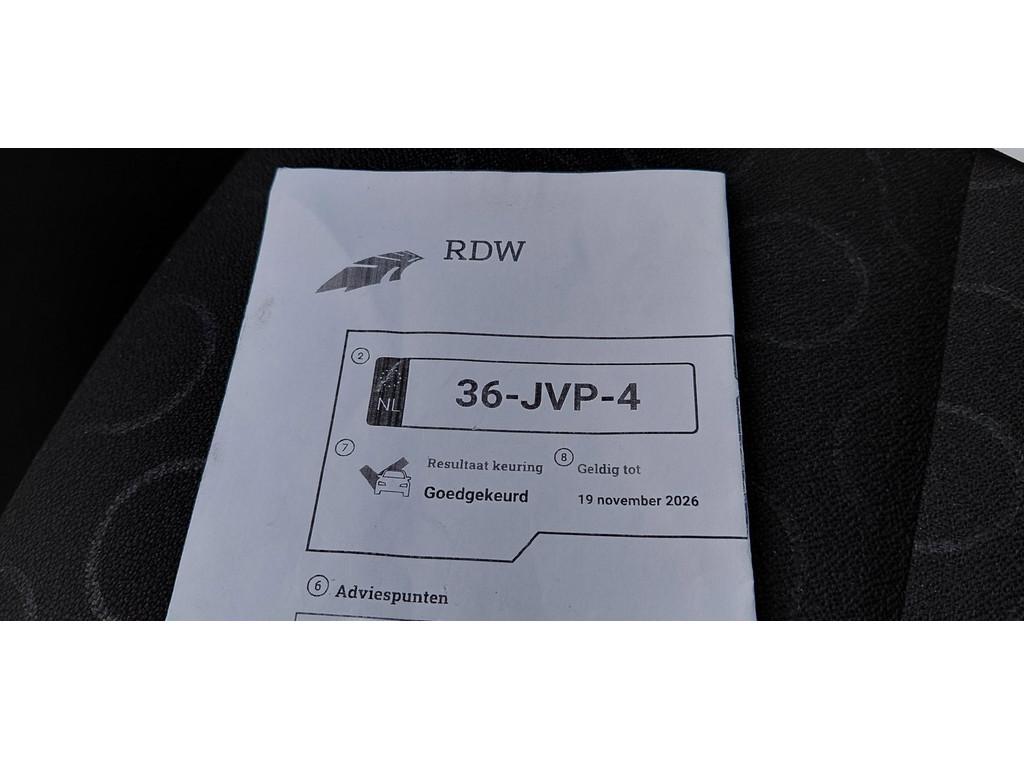 RDW
2
NL
36-JVP-4
7
Resultaat keuring
8
Geldig tot
Goedgekeurd
19 november 2026
6 Adviespunten